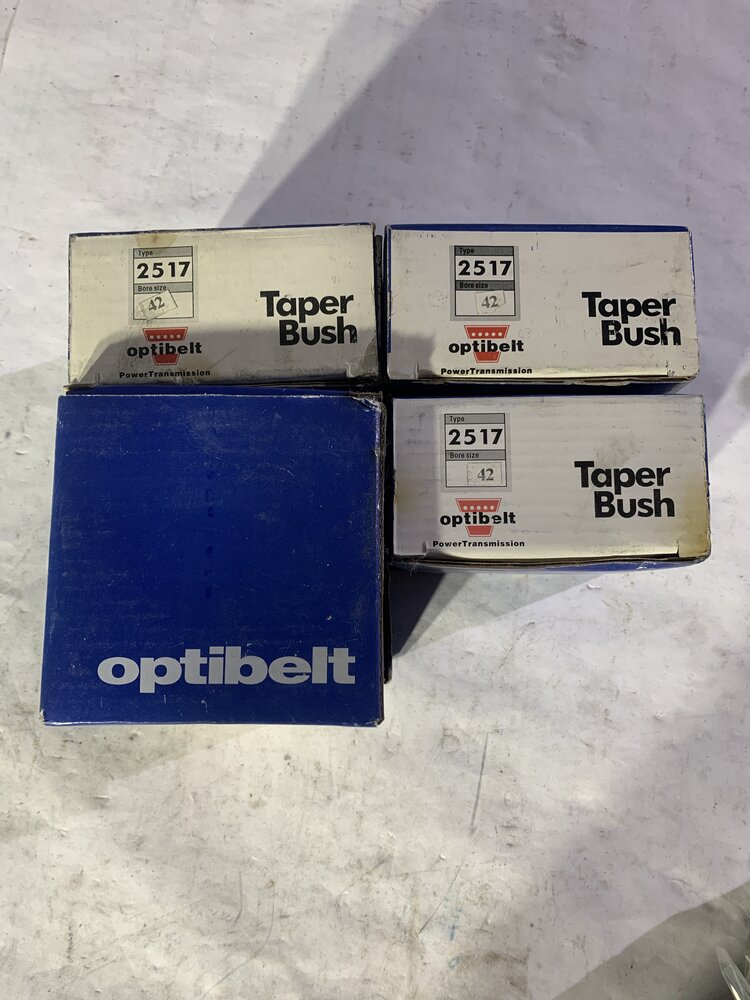 Type
2517
Bore size
42
optibelt
PowerTransmission
Taper
Bush
Type
2517
Bore size
42
optibelt
PowerTransmission
Taper
Bush
optibelt
Type
2517
Bore size
42
optibelt
PowerTransmission
Taper
Bush